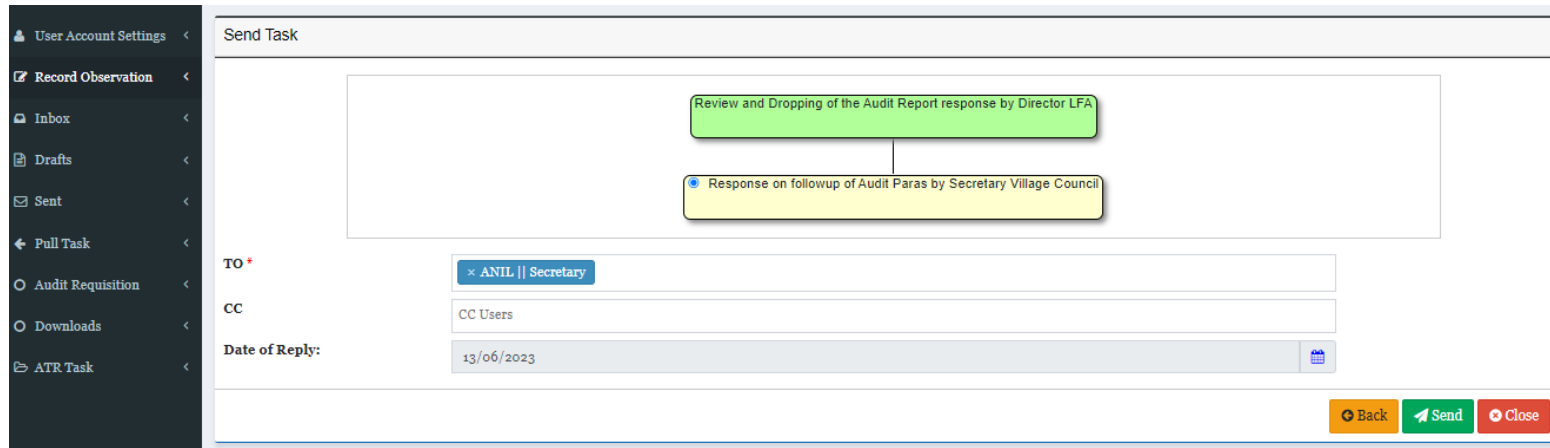 User Account Settings
Record Observation
Inbox
Drafts
Sent
Pull Task
Audit Requisition
Downloads
ATR Task
Send Task
Review and Dropping of the Audit Report response by Director LFA
Response on followup of Audit Paras by Secretary Village Council
TO *
× ANIL || Secretary
CC
CC Users
Date of Reply:
13/06/2023
Back
Send
Close